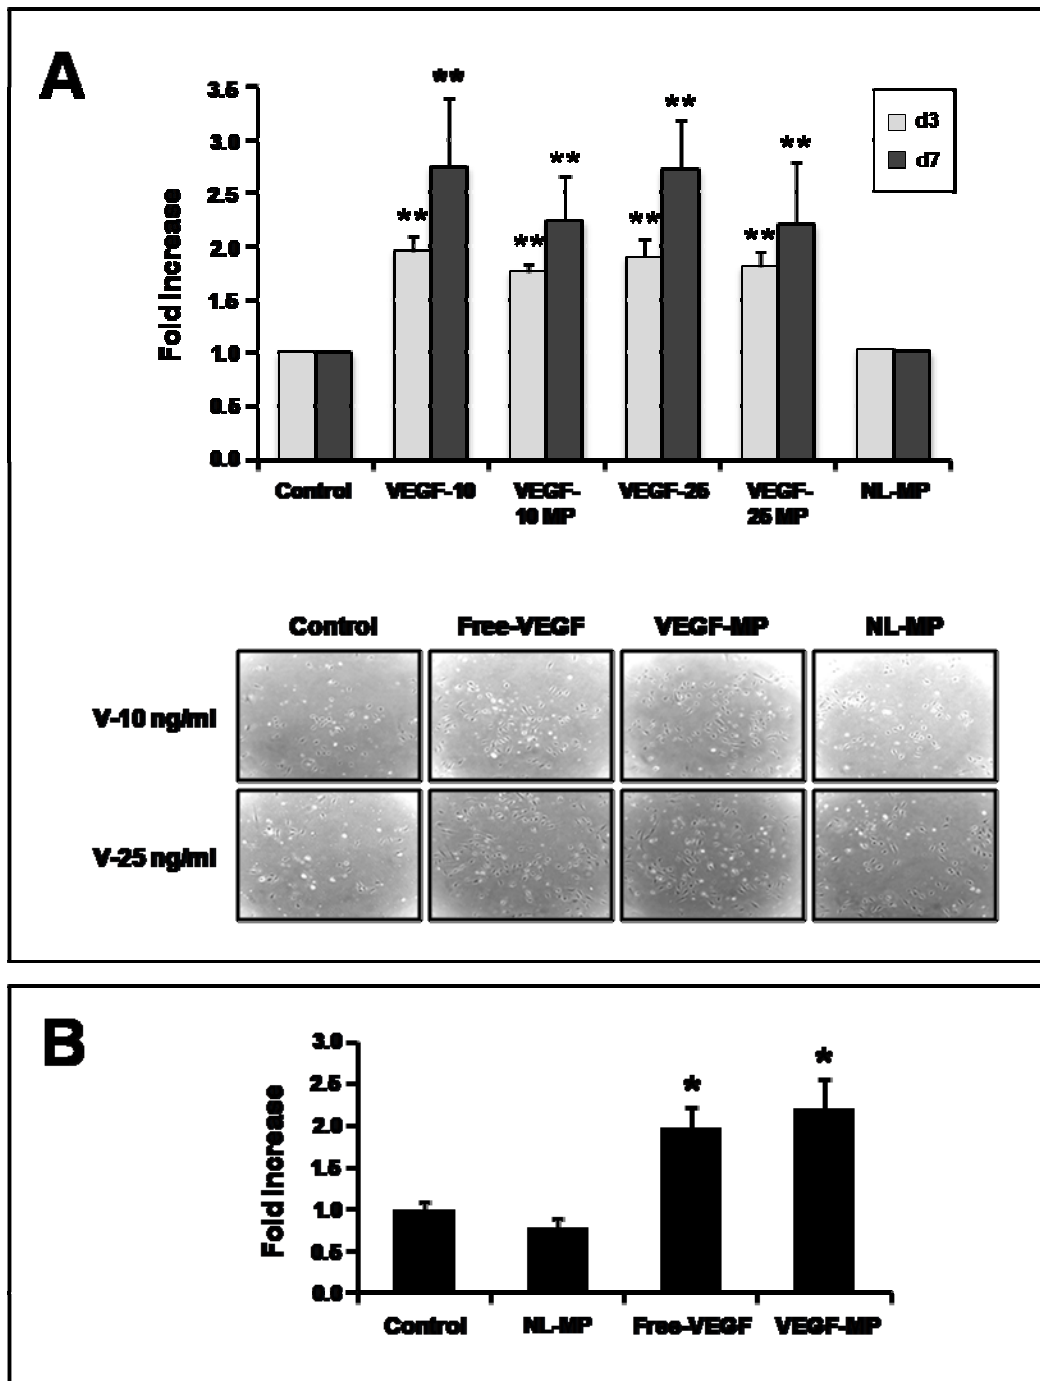 A
**
3.5
**
d3
3.0
**
**
d7
2.5
**
**
**
**
2.0
1.5
1.0
0.5
0.0
Fold increase
Control
VEGF-10
VEGF-
10 MP
VEGF-25
VEGF-
25 MP
NL-MP
Control
Free-VEGF
VEGF-MP
NL-MP
V-10 ng/ml
V-25 ng/ml
B
3.0
*
2.5
*
2.0
1.5
1.0
0.5
0.0
Fold increase
Control
NL-MP
Free-VEGF
VEGF-MP